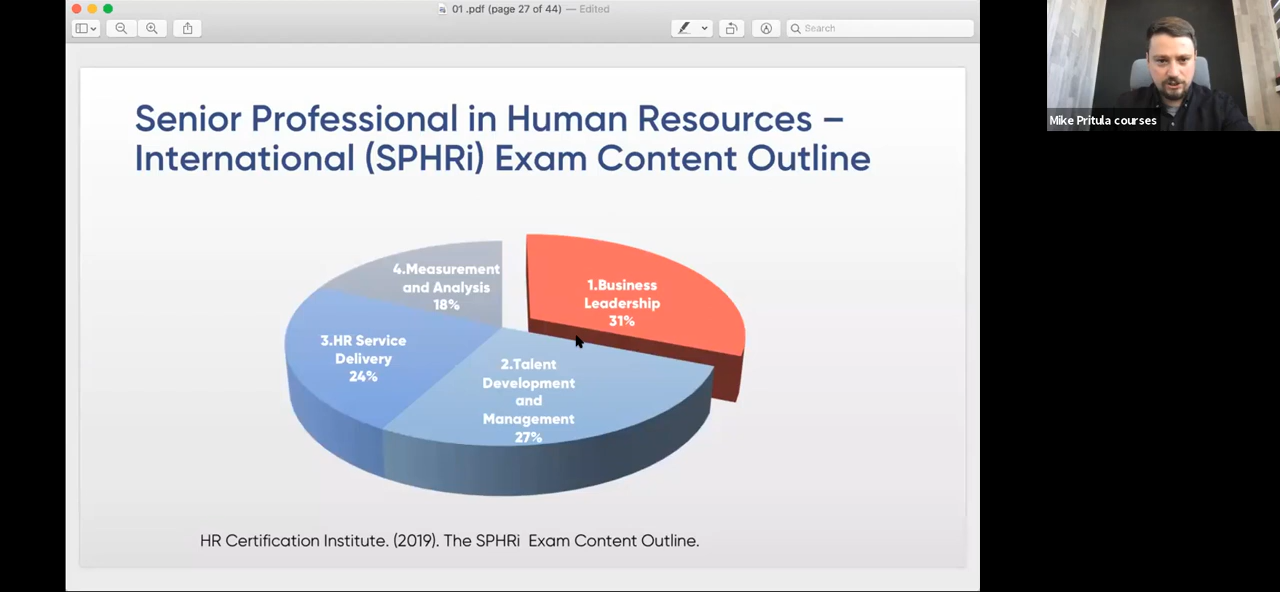 01 .pdf (page 27 of 44) — Edited
Search
Senior Professional in Human Resources –
International (SPHRi) Exam Content Outline
4.Measurement
and Analysis
18%
1.Business
Leadership
31%
3.HR Service
Delivery
24%
2.Talent
Development
and
Management
27%
HR Certification Institute. (2019). The SPHRi  Exam Content Outline.
Mike Pritula courses